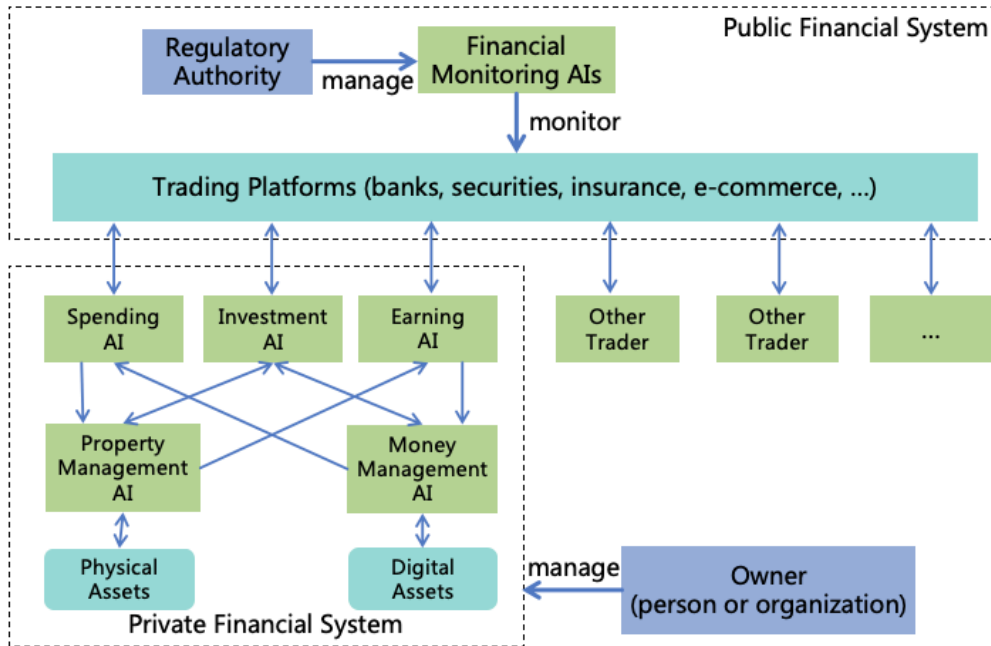 Public Financial System
Regulatory
Authority
manage
Financial
Monitoring AIs
monitor
Trading Platforms (banks, securities, insurance, e-commerce, ...)
Spending
AI
Investment
AI
Earning
AI
Other
Trader
Other
Trader
...
Property
Management
AI
Money
Management
AI
Physical
Assets
Digital
Assets
Private Financial System
manage
Owner
(person or organization)